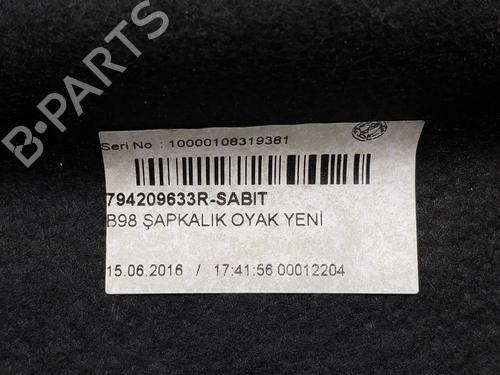 Seri No : 10000108319381
794209633R-SABIT
B98 ŞAPKALIK OYAK YENİ
15.06.2016 / 17:41:56 00012204
B-PARTS